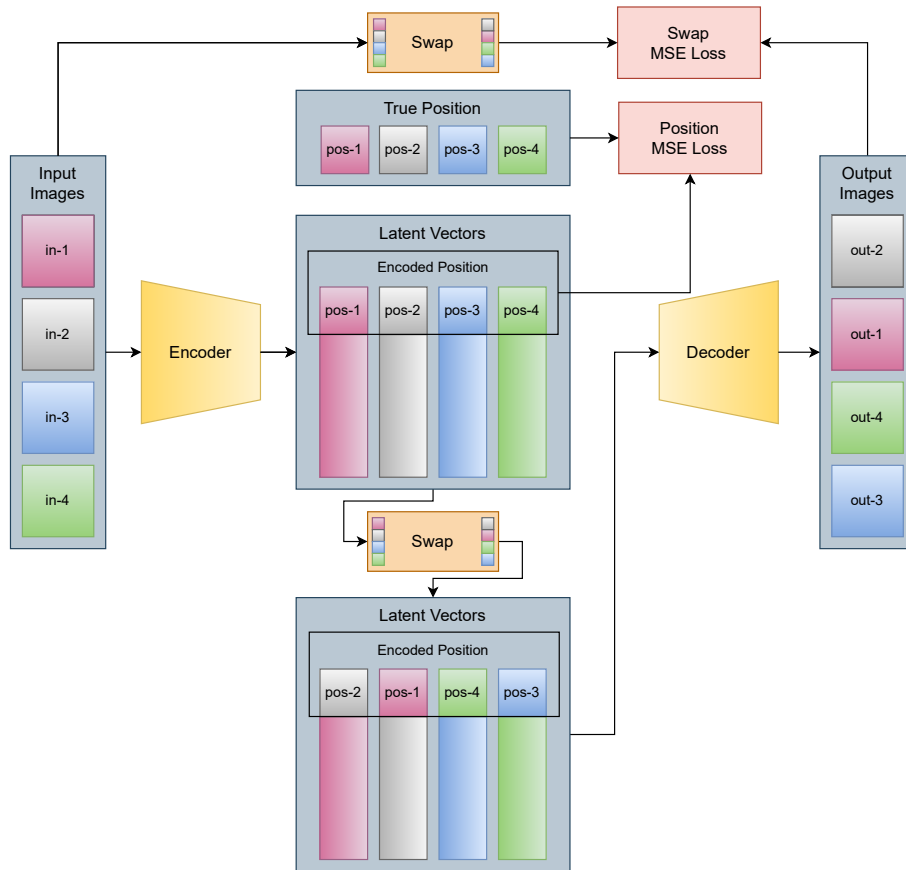 Swap
Swap
MSE Loss
True Position
pos-1
pos-2
pos-3
pos-4
Position
MSE Loss
Input
Images
in-1
in-2
in-3
in-4
Encoder
Latent Vectors
Encoded Position
pos-1
pos-2
pos-3
pos-4
Decoder
Output
Images
out-2
out-1
out-4
out-3
Swap
Latent Vectors
Encoded Position
pos-2
pos-1
pos-4
pos-3